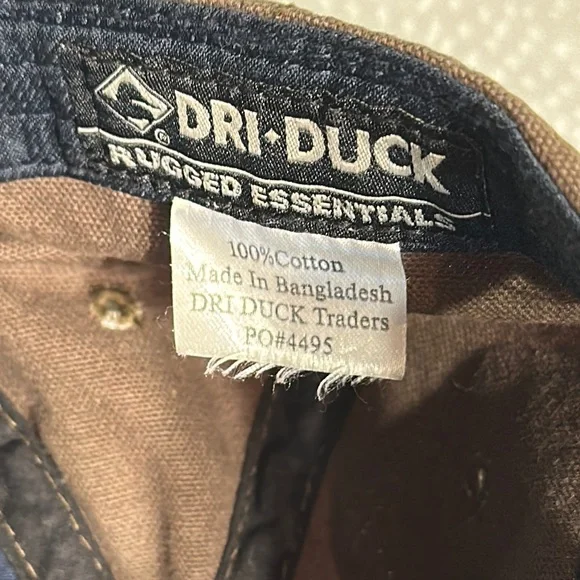 DRI·DUCK
®
RUGGED ESSENTIALS
100%Cotton
Made In Bangladesh
DRI DUCK Traders
PO#4495